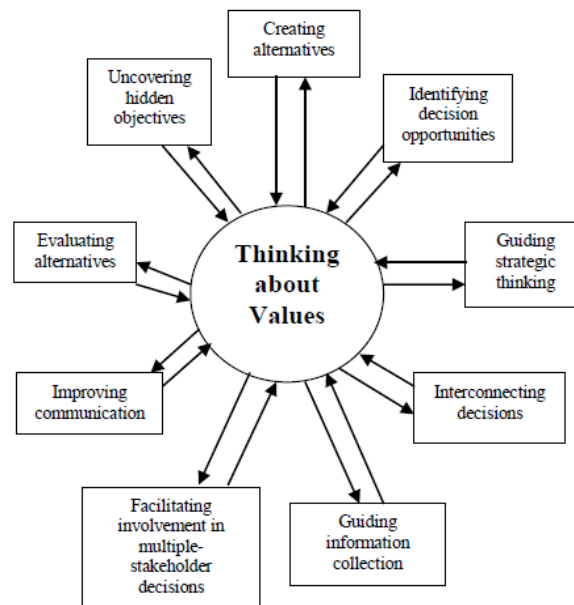 Creating
alternatives
Uncovering
hidden
objectives
Identifying
decision
opportunities
Evaluating
alternatives
Thinking
about
Values
Guiding
strategic
thinking
Improving
communication
Interconnecting
decisions
Facilitating
involvement in
multiple-
stakeholder
decisions
Guiding
information
collection